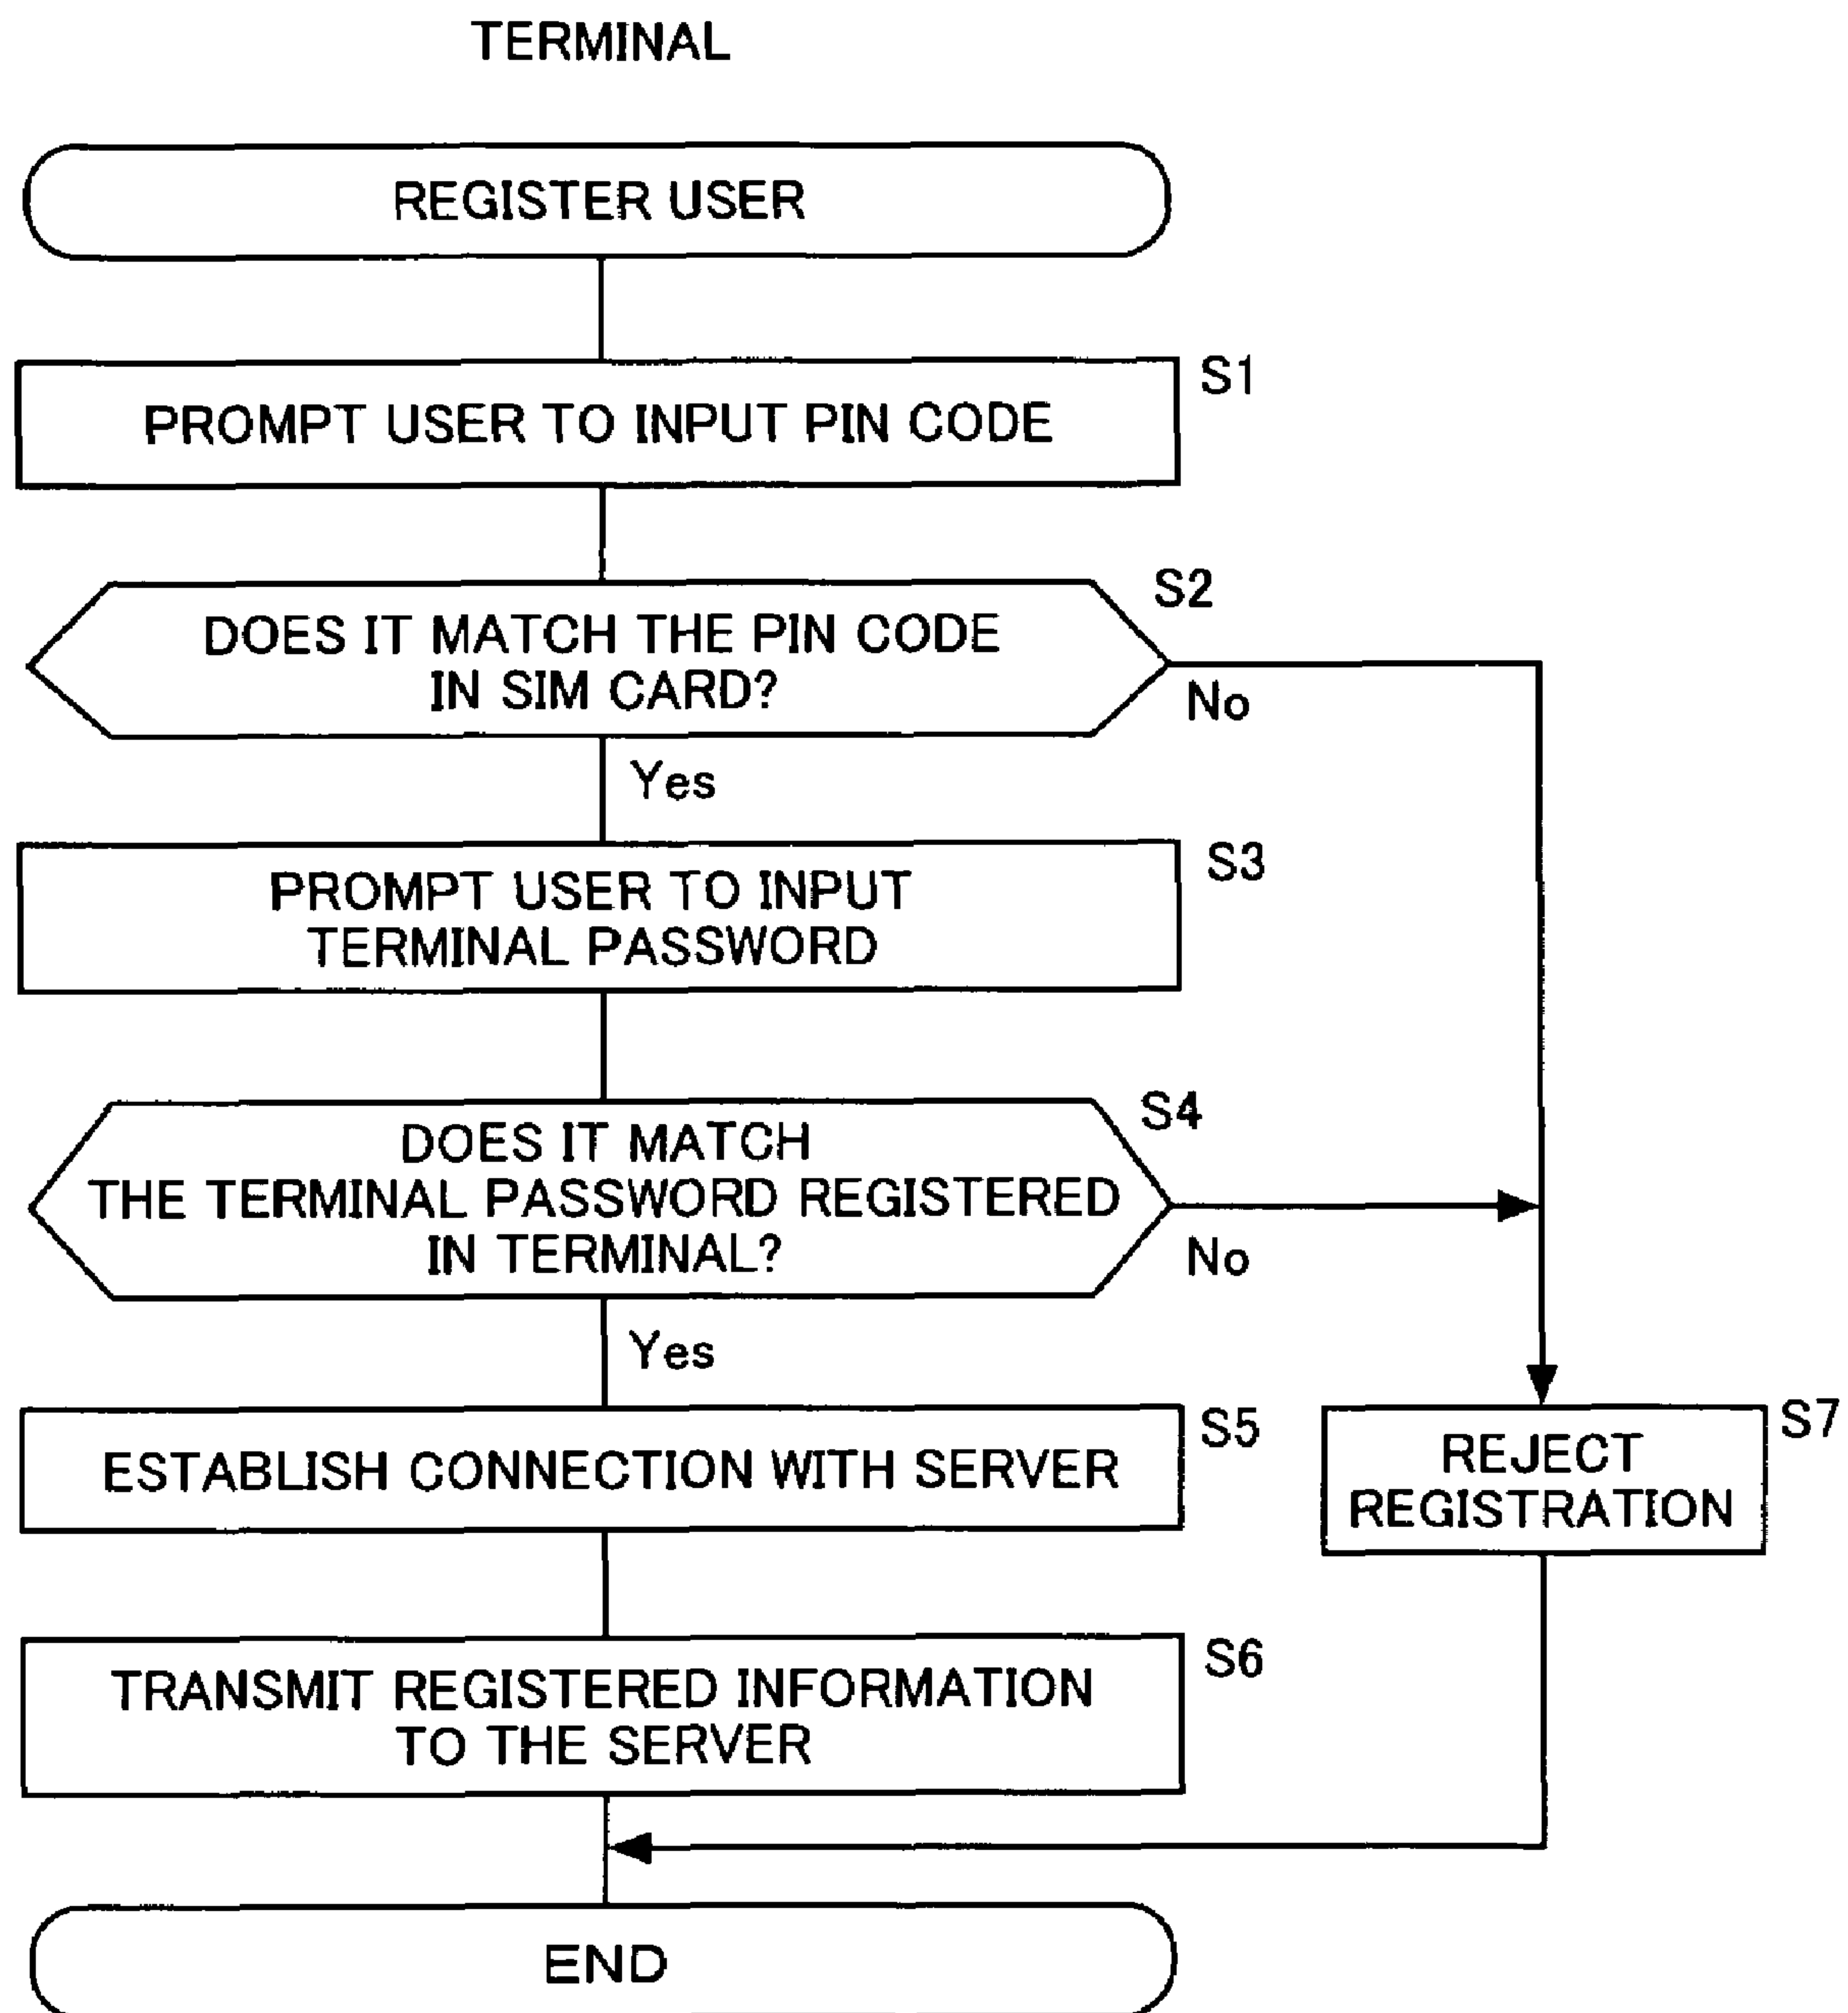 TERMINAL
REGISTER USER
S1
PROMPT USER TO INPUT PIN CODE
S2
DOES IT MATCH THE PIN CODE
IN SIM CARD?
No
Yes
S3
PROMPT USER TO INPUT
TERMINAL PASSWORD
S4
DOES IT MATCH
THE TERMINAL PASSWORD REGISTERED
IN TERMINAL?
No
Yes
S5
ESTABLISH CONNECTION WITH SERVER
S7
REJECT
REGISTRATION
S6
TRANSMIT REGISTERED INFORMATION
TO THE SERVER
END